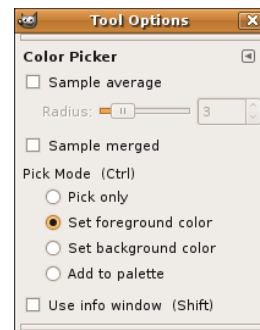 Tool Options
Color Picker
Sample average
Radius: 3
Sample merged
Pick Mode (Ctrl)
Pick only
Set foreground color
Set background color
Add to palette
Use info window (Shift)